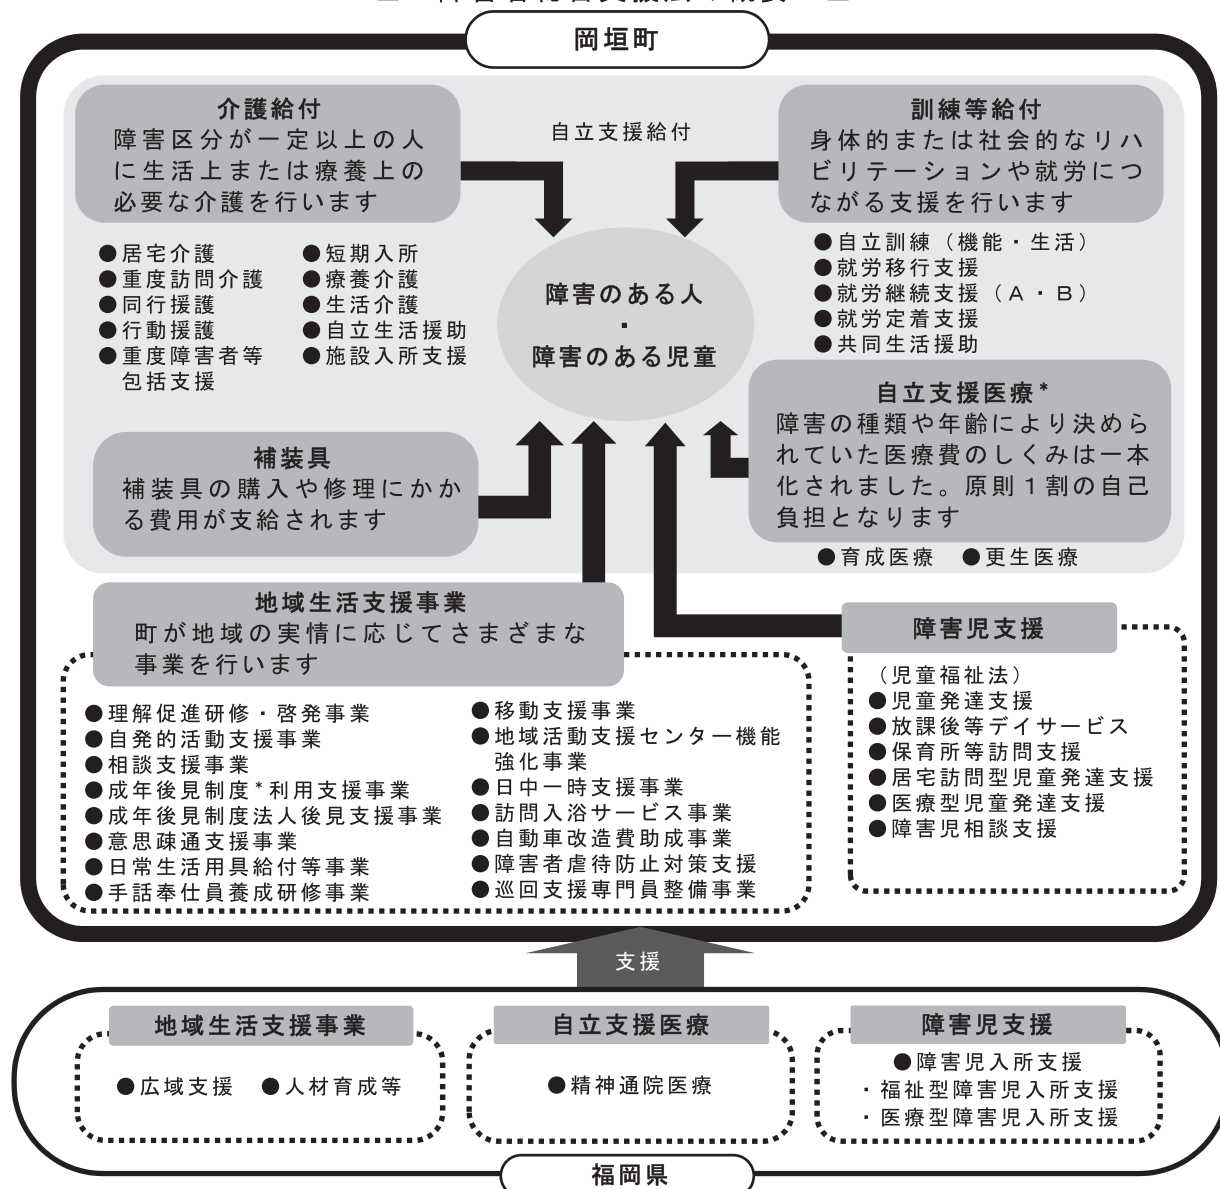 岡垣町
介護給付
障害区分が一定以上の人
に生活上または療養上の
必要な介護を行います
自立支援給付
訓練等給付
身体的または社会的なリハ
ビリテーションや就労につ
ながる支援を行います
●居宅介護
●重度訪問介護
●同行援護
●行動援護
●重度障害者等
包括支援
●短期入所
●療養介護
●生活介護
●自立生活援助
●施設入所支援
障害のある人
・
障害のある児童
●自立訓練（機能・生活）
●就労移行支援
●就労継続支援（A・B）
●就労定着支援
●共同生活援助
自立支援医療*
障害の種類や年齢により決めら
れていた医療費のしくみは一本
化されました。原則1割の自己
負担となります
●育成医療 ●更生医療
補装具
補装具の購入や修理にかか
る費用が支給されます
地域生活支援事業
町が地域の実情に応じてさまざまな
事業を行います
●理解促進研修・啓発事業
●自発的活動支援事業
●相談支援事業
●成年後見制度*利用支援事業
●成年後見制度法人後見支援事業
●意思疎通支援事業
●日常生活用具給付等事業
●手話奉仕員養成研修事業
●移動支援事業
●地域活動支援センター機能
強化事業
●日中一時支援事業
●訪問入浴サービス事業
●自動車改造費助成事業
●障害者虐待防止対策支援
●巡回支援専門員整備事業
障害児支援
（児童福祉法）
●児童発達支援
●放課後等デイサービス
●保育所等訪問支援
●居宅訪問型児童発達支援
●医療型児童発達支援
●障害児相談支援
支援
地域生活支援事業
●広域支援 ●人材育成等
自立支援医療
●精神通院医療
障害児支援
●障害児入所支援
・福祉型障害児入所支援
・医療型障害児入所支援
福岡県